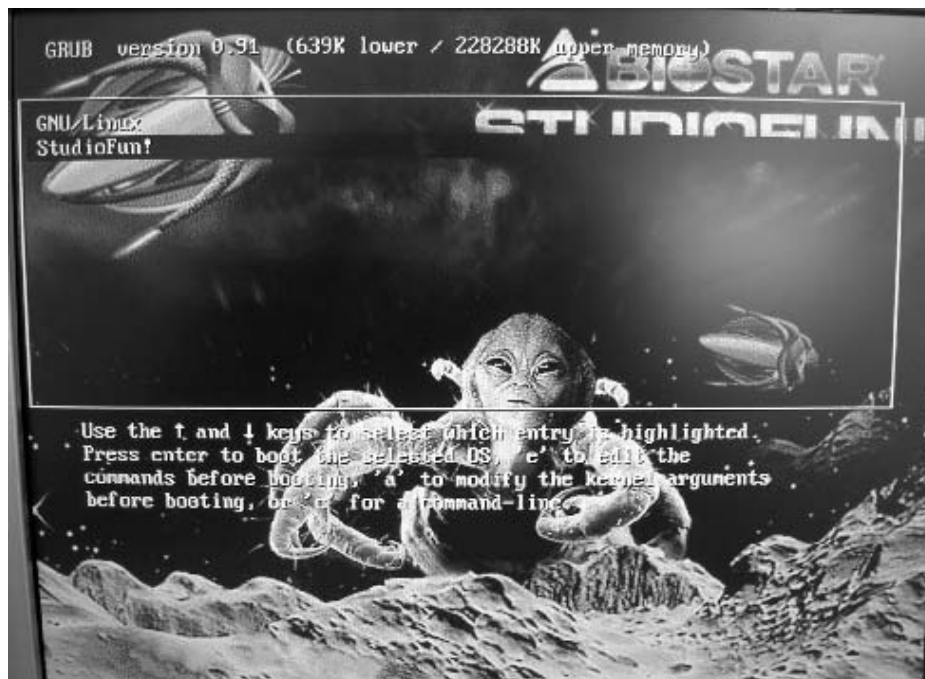 GRUB version 0.91 (639K lower / 228288K upper memory)
BIOSTAR
STUDIOFUN!
GNU/Linux
StudioFun!
Use the ↑ and ↓ keys to select which entry is highlighted.
Press enter to boot the selected OS, 'e' to edit the
commands before booting, 'a' to modify the kernel arguments
before booting, or 'c' for a command-line.